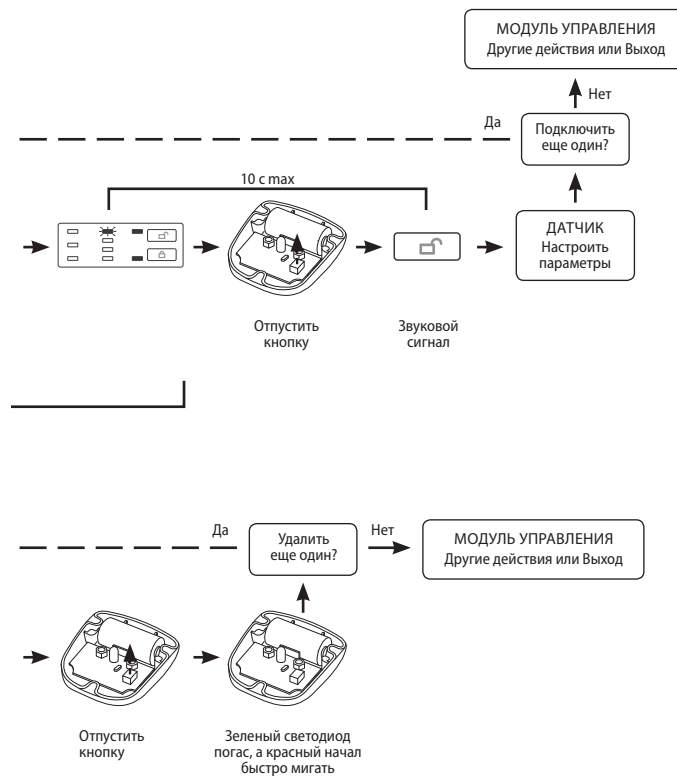 МОДУЛЬ УПРАВЛЕНИЯ
Другие действия или Выход
Нет
Да
Подключить
еще один?
10 с max
ДАТЧИК
Настроить
параметры
Отпустить
кнопку
Звуковой
сигнал
Да
Удалить
еще один?
Нет
МОДУЛЬ УПРАВЛЕНИЯ
Другие действия или Выход
Отпустить
кнопку
Зеленый светодиод
погас, а красный начал
быстро мигать